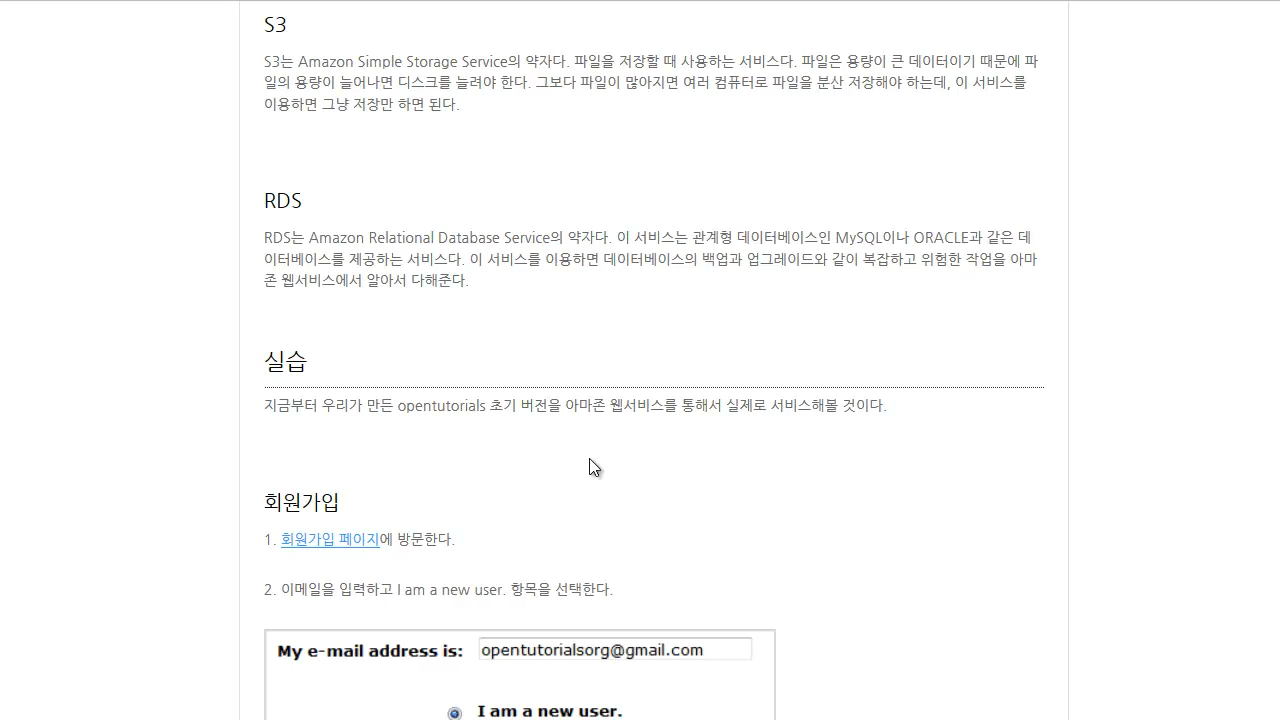 S3
S3는 Amazon Simple Storage Service의 약자다. 파일을 저장할 때 사용하는 서비스다. 파일은 용량이 큰 데이터이기 때문에 파
일의 용량이 늘어나면 디스크를 늘려야 한다. 그보다 파일이 많아지면 여러 컴퓨터로 파일을 분산 저장해야 하는데, 이 서비스를
이용하면 그냥 저장만 하면 된다.
RDS
RDS는 Amazon Relational Database Service의 약자다. 이 서비스는 관계형 데이터베이스인 MySQL이나 ORACLE과 같은 데
이터베이스를 제공하는 서비스다. 이 서비스를 이용하면 데이터베이스의 백업과 업그레이드와 같이 복잡하고 위험한 작업을 아마
존 웹서비스에서 알아서 다해준다.
실습
지금부터 우리가 만든 opentutorials 초기 버전을 아마존 웹서비스를 통해서 실제로 서비스해볼 것이다.
회원가입
1. 회원가입 페이지에 방문한다.
2. 이메일을 입력하고 I am a new user. 항목을 선택한다.
My e-mail address is: opentutorialsorg@gmail.com
I am a new user.